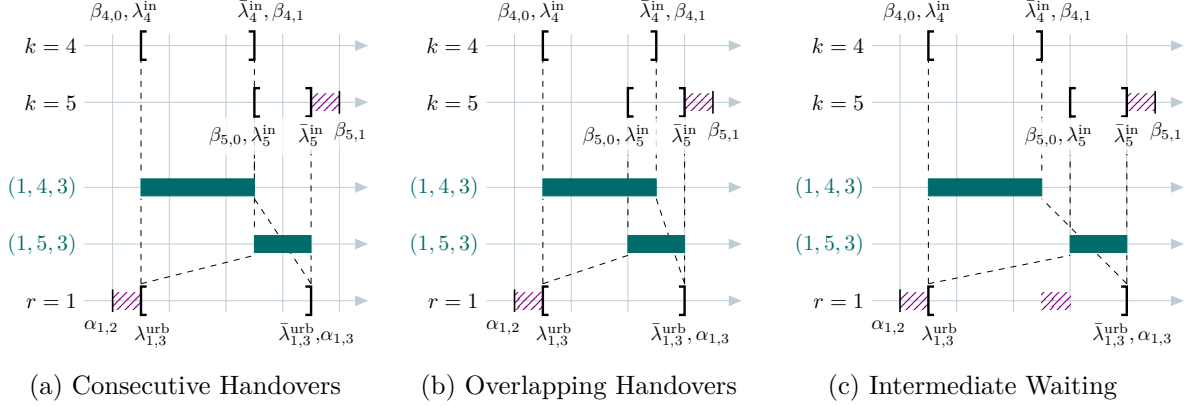 β₄,₀, λ₄ⁱⁿ λ̄₄ⁱⁿ, β₄,₁
k = 4
k = 5
β₅,₀, λ₅ⁱⁿ λ̄₅ⁱⁿ β₅,₁
(1, 4, 3)
(1, 5, 3)
r = 1
α₁,₂ λ₁,₃ᵘʳᵇ λ̄₁,₃ᵘʳᵇ, α₁,₃
(a) Consecutive Handovers
β₄,₀, λ₄ⁱⁿ λ̄₄ⁱⁿ, β₄,₁
k = 4
k = 5
β₅,₀, λ₅ⁱⁿ λ̄₅ⁱⁿ β₅,₁
(1, 4, 3)
(1, 5, 3)
r = 1
α₁,₂ λ₁,₃ᵘʳᵇ λ̄₁,₃ᵘʳᵇ, α₁,₃
(b) Overlapping Handovers
β₄,₀, λ₄ⁱⁿ λ̄₄ⁱⁿ, β₄,₁
k = 4
k = 5
β₅,₀, λ₅ⁱⁿ λ̄₅ⁱⁿ β₅,₁
(1, 4, 3)
(1, 5, 3)
r = 1
α₁,₂ λ₁,₃ᵘʳᵇ λ̄₁,₃ᵘʳᵇ, α₁,₃
(c) Intermediate Waiting